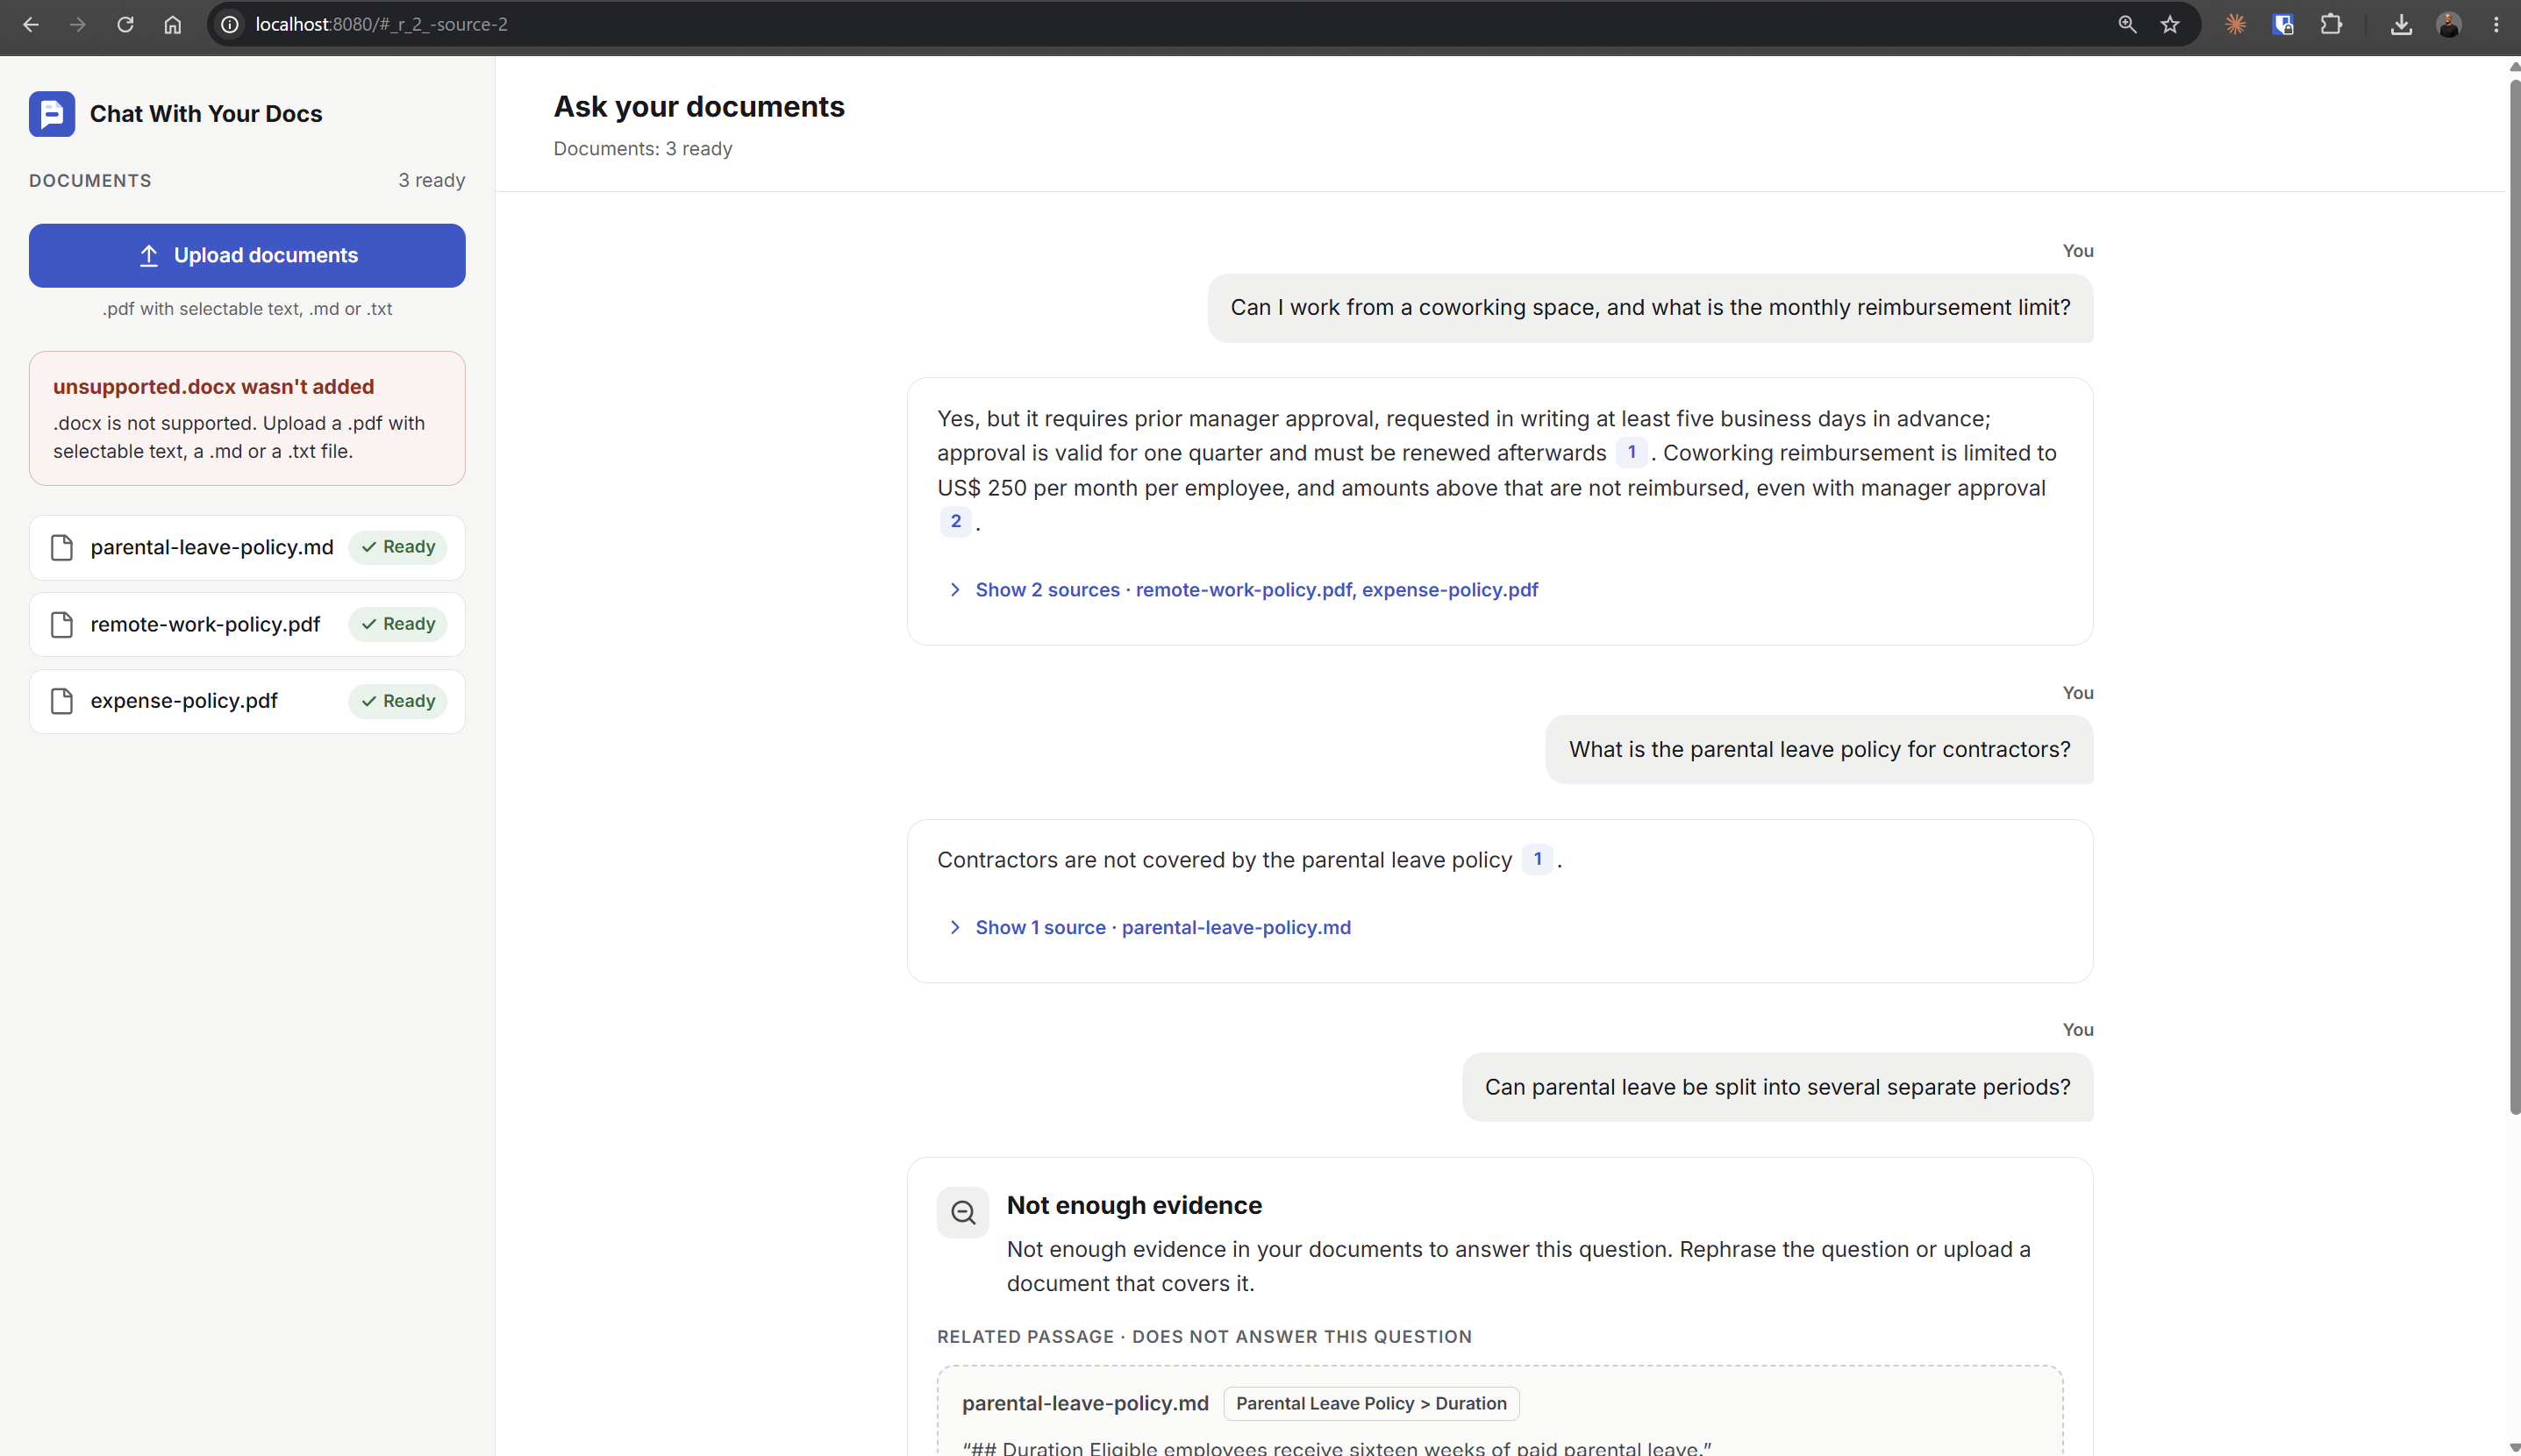 localhost:8080/#_r_2_-source-2
Chat With Your Docs
DOCUMENTS 3 ready
Upload documents
.pdf with selectable text, .md or .txt
unsupported.docx wasn't added
.docx is not supported. Upload a .pdf with
selectable text, a .md or a .txt file.
parental-leave-policy.md Ready
remote-work-policy.pdf Ready
expense-policy.pdf Ready
Ask your documents
Documents: 3 ready
You
Can I work from a coworking space, and what is the monthly reimbursement limit?
Yes, but it requires prior manager approval, requested in writing at least five business days in advance;
approval is valid for one quarter and must be renewed afterwards 1 . Coworking reimbursement is limited to
US$ 250 per month per employee, and amounts above that are not reimbursed, even with manager approval
2 .
Show 2 sources · remote-work-policy.pdf, expense-policy.pdf
You
What is the parental leave policy for contractors?
Contractors are not covered by the parental leave policy 1 .
Show 1 source · parental-leave-policy.md
You
Can parental leave be split into several separate periods?
Not enough evidence
Not enough evidence in your documents to answer this question. Rephrase the question or upload a
document that covers it.
RELATED PASSAGE · DOES NOT ANSWER THIS QUESTION
parental-leave-policy.md Parental Leave Policy > Duration
“## Duration Eligible employees receive sixteen weeks of paid parental leave.”